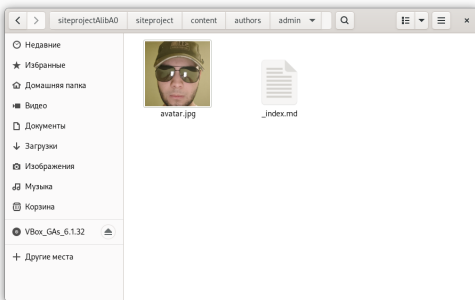 siteprojectAlibA0 siteproject content authors admin
Недавние
Избранные
Домашняя папка
Видео
Документы
Загрузки
Изображения
Музыка
Корзина
VBox_GAs_6.1.32
Другие места
avatar.jpg
_index.md